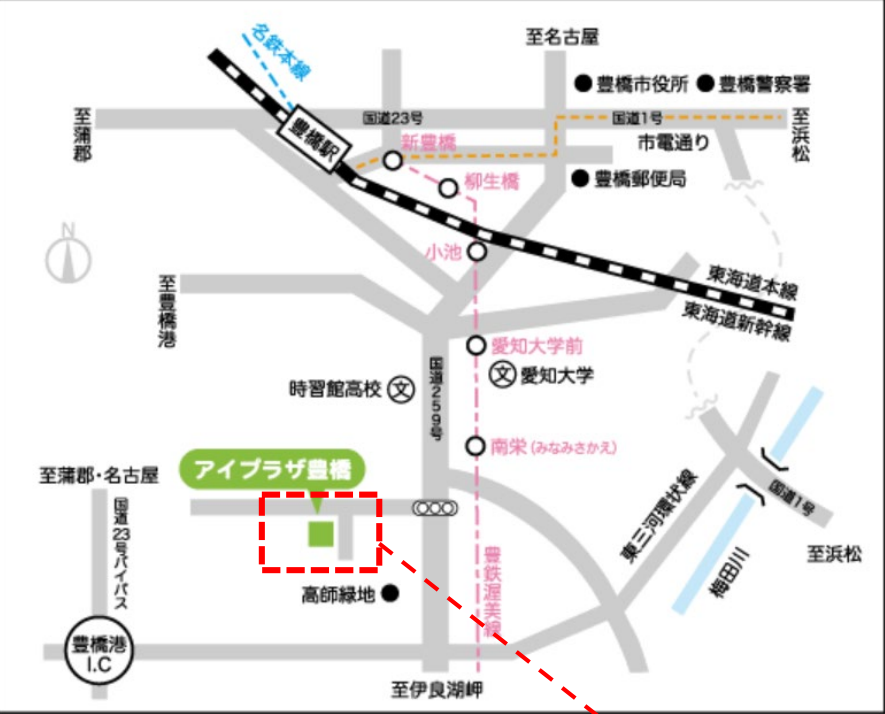 至名古屋
名鉄本線
豊橋市役所
豊橋警察署
至蒲郡
国道23号
国道1号
至浜松
豊橋駅
新豊橋
市電通り
柳生橋
豊橋郵便局
N
小池
至豊橋港
東海道本線
東海道新幹線
愛知大学前
愛知大学
国道259号
時習館高校
文
文
南栄(みなみさかえ)
アイプラザ豊橋
至蒲郡・名古屋
国道23号バイパス
東三河環状線
国道1号
至浜松
梅田川
豊鉄渥美線
高師緑地
豊橋港
I.C
至伊良湖岬